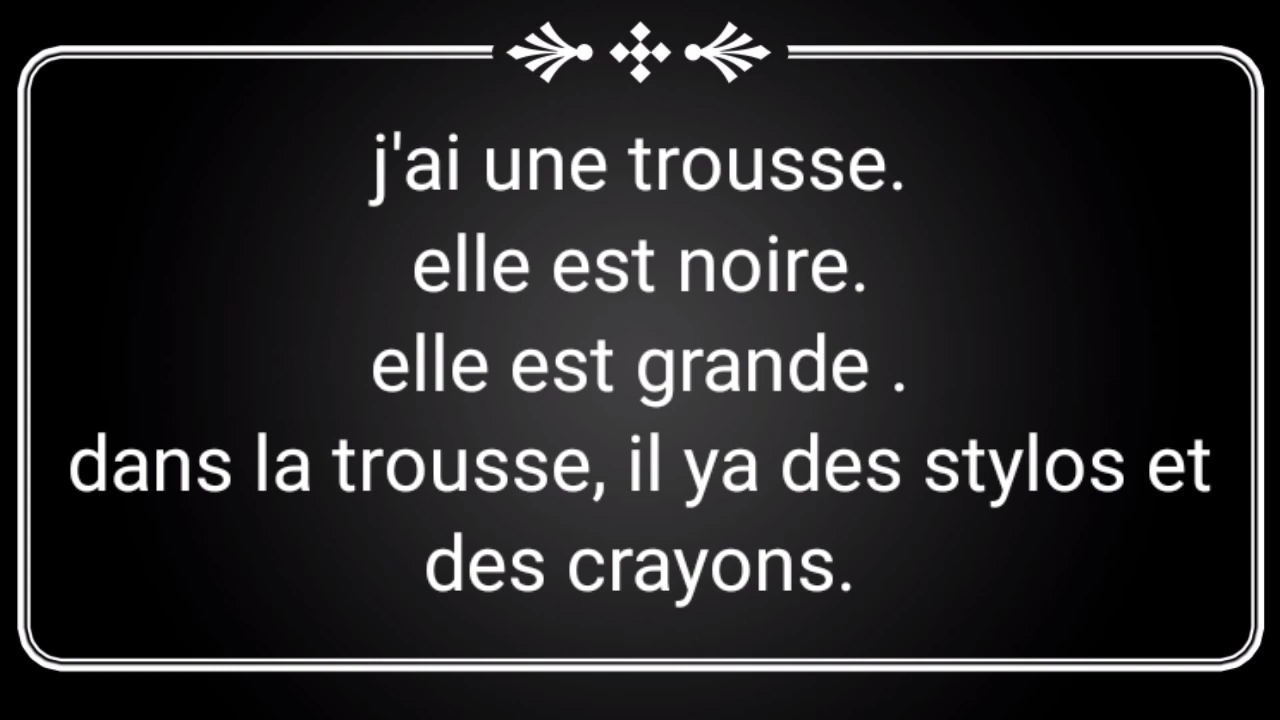 j'ai une trousse.
elle est noire.
elle est grande .
dans la trousse, il ya des stylos et
des crayons.